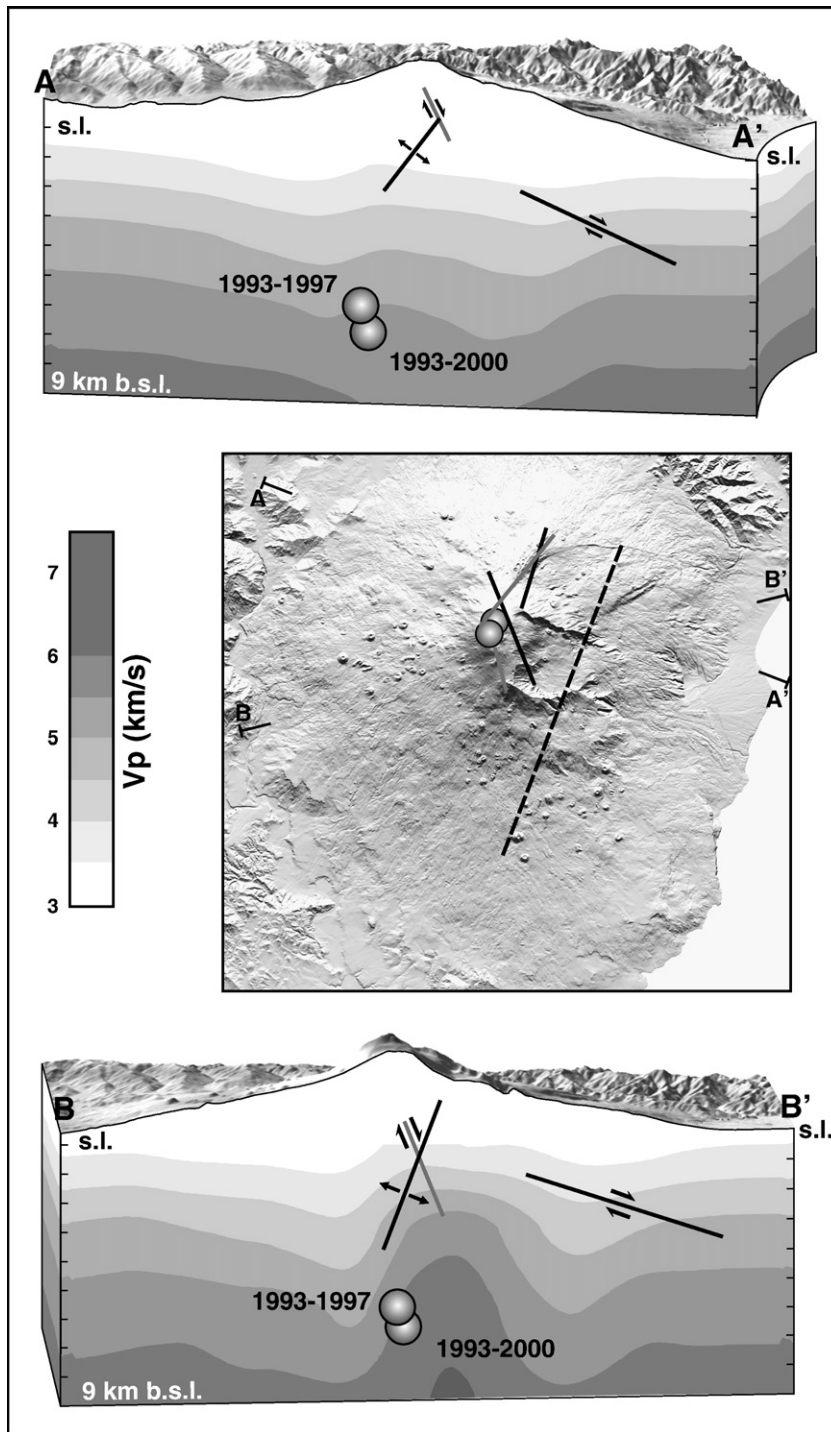 A
s.l.
A'
s.l.
1993-1997
1993-2000
9 km b.s.l.
7
6
5
4
3
Vp (km/s)
A
B
B'
A'
B
s.l.
B'
s.l.
1993-1997
1993-2000
9 km b.s.l.